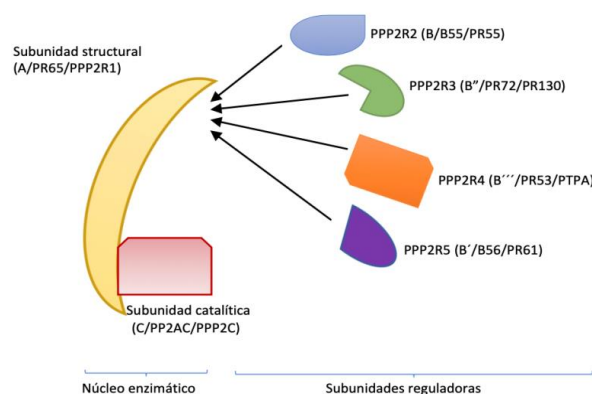 Subunidad structural
(A/PR65/PPP2R1)
PPP2R2 (B/B55/PR55)
PPP2R3 (B”/PR72/PR130)
PPP2R4 (B´´´/PR53/PTPA)
PPP2R5 (B´/B56/PR61)
Subunidad catalítica
(C/PP2AC/PPP2C)
Núcleo enzimático
Subunidades reguladoras